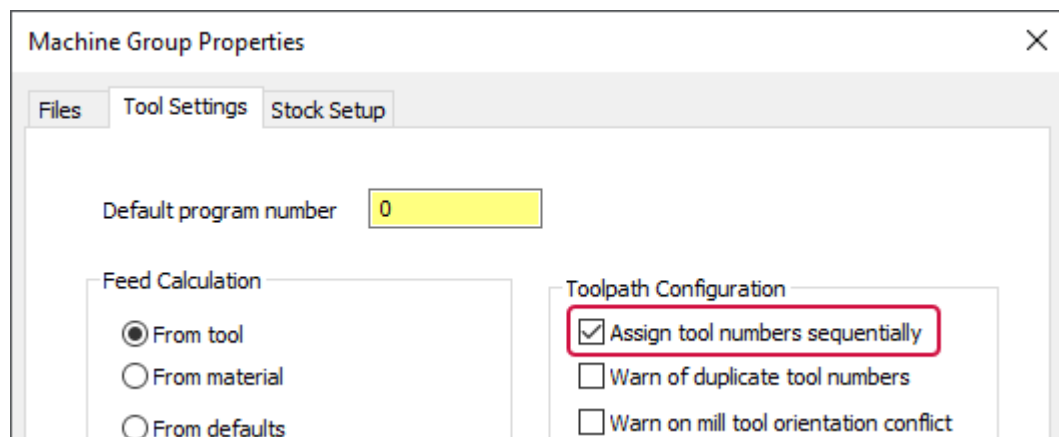 Machine Group Properties
Files Tool Settings Stock Setup
Default program number 0
Feed Calculation
From tool
From material
From defaults
Toolpath Configuration
Assign tool numbers sequentially
Warn of duplicate tool numbers
Warn on mill tool orientation conflict